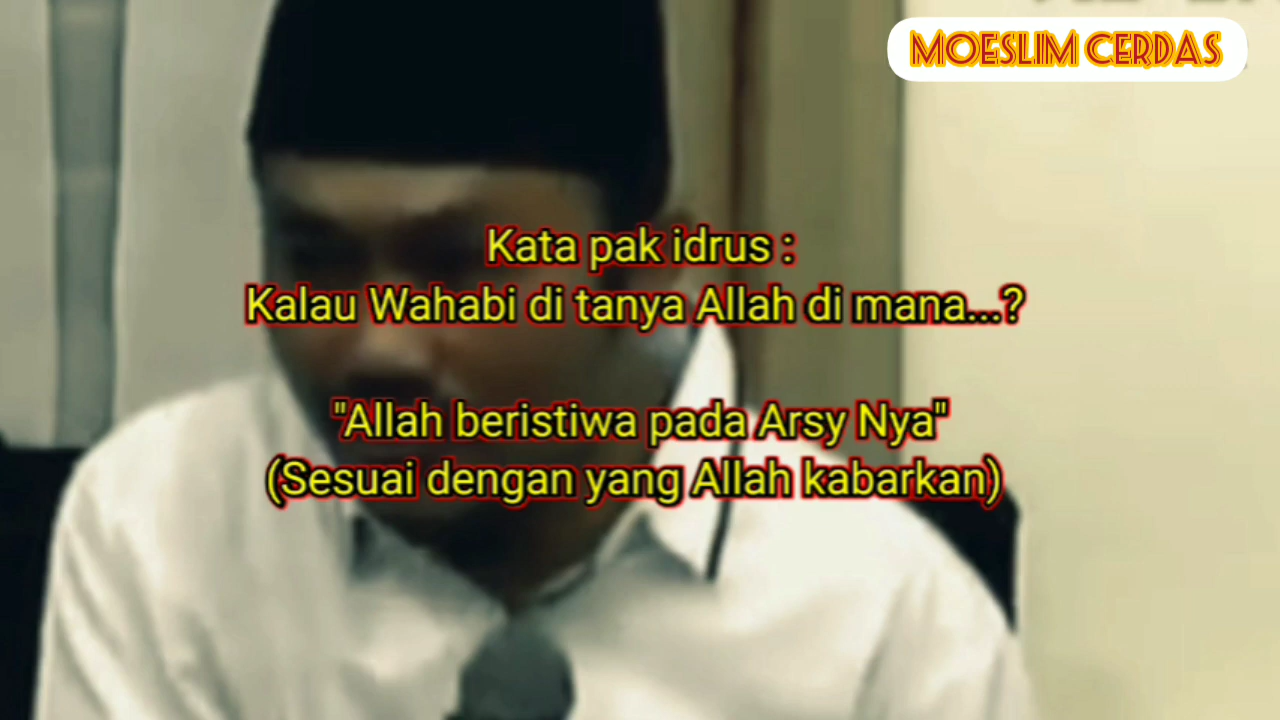 MOESLIM CERDAS
Kata pak idrus :
Kalau Wahabi di tanya Allah di mana...?
"Allah beristiwa pada Arsy Nya"
(Sesuai dengan yang Allah kabarkan)